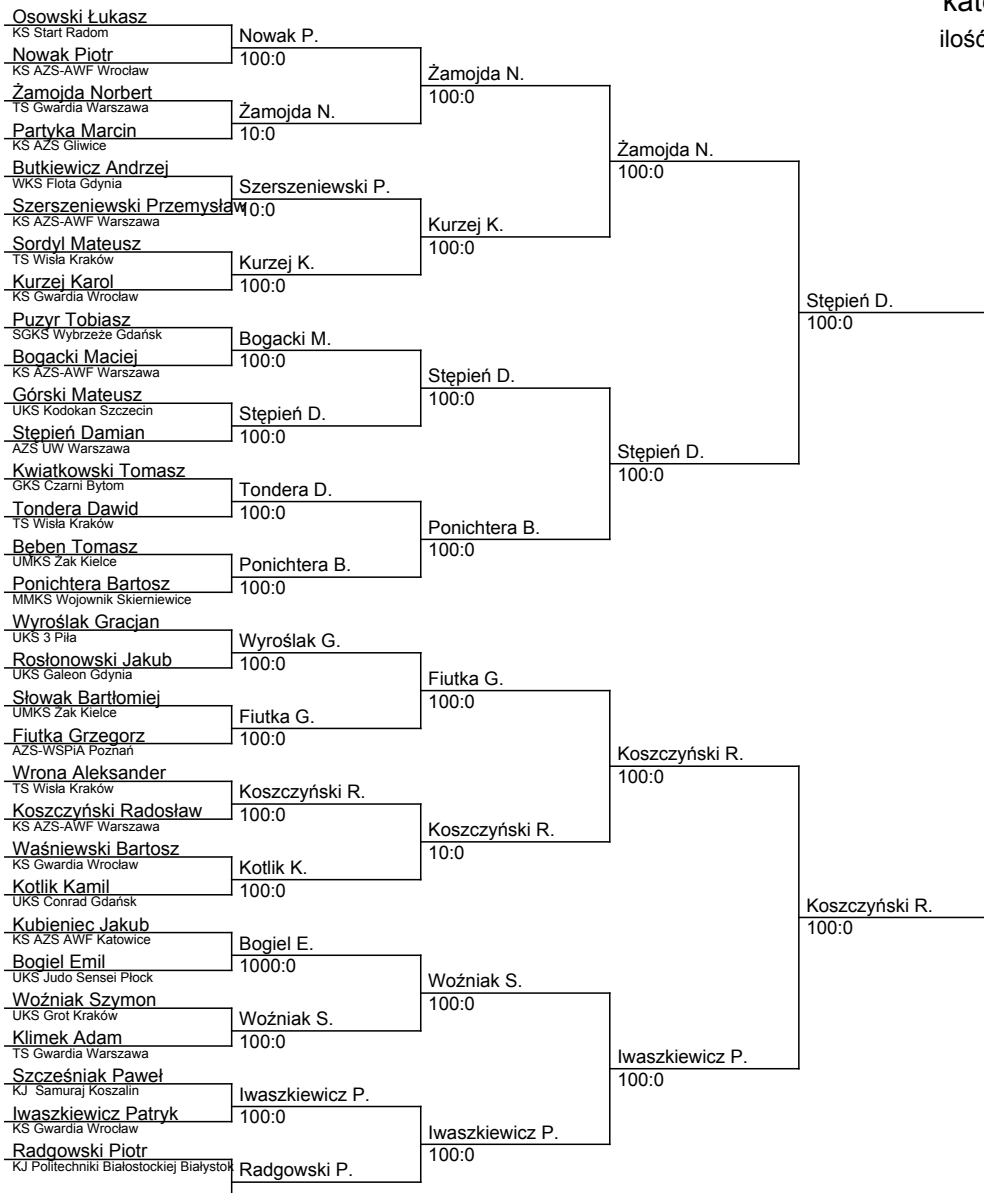 kat
ilość
Osowski Łukasz
KS Start Radom
Nowak Piotr
KS AZS-AWF Wrocław
Żamojda Norbert
TS Gwardia Warszawa
Partyka Marcin
KS AZS Gliwice
Butkiewicz Andrzej
WKS Flota Gdynia
Szerszeniewski Przemysław
KS AZS-AWF Warszawa
Sordyl Mateusz
TS Wisła Kraków
Kurzej Karol
KS Gwardia Wrocław
Puzyr Tobiasz
SGKS Wybrzeże Gdańsk
Bogacki Maciej
KS AZS-AWF Warszawa
Górski Mateusz
UKS Kodokan Szczecin
Stępień Damian
AZS UW Warszawa
Kwiatkowski Tomasz
GKS Czarni Bytom
Tondera Dawid
TS Wisła Kraków
Bęben Tomasz
UMKS Żak Kielce
Ponichtera Bartosz
MMKS Wojownik Skierniewice
Wyroślak Gracjan
UKS 3 Piła
Rosłonowski Jakub
UKS Galeon Gdynia
Słowak Bartłomiej
UMKS Żak Kielce
Fiutka Grzegorz
AZS-WSPiA Poznań
Wrona Aleksander
TS Wisła Kraków
Koszczyński Radosław
KS AZS-AWF Warszawa
Waśniewski Bartosz
KS Gwardia Wrocław
Kotlik Kamil
UKS Conrad Gdańsk
Kubieniec Jakub
KS AZS AWF Katowice
Bogiel Emil
UKS Judo Sensei Płock
Woźniak Szymon
UKS Grot Kraków
Klimek Adam
TS Gwardia Warszawa
Szcześniak Paweł
KJ Samuraj Koszalin
Iwaszkiewicz Patryk
KS Gwardia Wrocław
Radgowski Piotr
KJ Politechniki Białostockiej Białystok
Nowak P.
100:0
Żamojda N.
10:0
Szerszeniewski P.
10:0
Kurzej K.
100:0
Bogacki M.
100:0
Stępień D.
100:0
Tondera D.
100:0
Ponichtera B.
100:0
Wyroślak G.
100:0
Fiutka G.
100:0
Koszczyński R.
100:0
Kotlik K.
100:0
Bogiel E.
1000:0
Woźniak S.
100:0
Iwaszkiewicz P.
100:0
Radgowski P.
Żamojda N.
100:0
Kurzej K.
100:0
Stępień D.
100:0
Ponichtera B.
100:0
Fiutka G.
100:0
Koszczyński R.
10:0
Woźniak S.
100:0
Iwaszkiewicz P.
100:0
Żamojda N.
100:0
Stępień D.
100:0
Koszczyński R.
100:0
Iwaszkiewicz P.
100:0
Stępień D.
100:0
Koszczyński R.
100:0